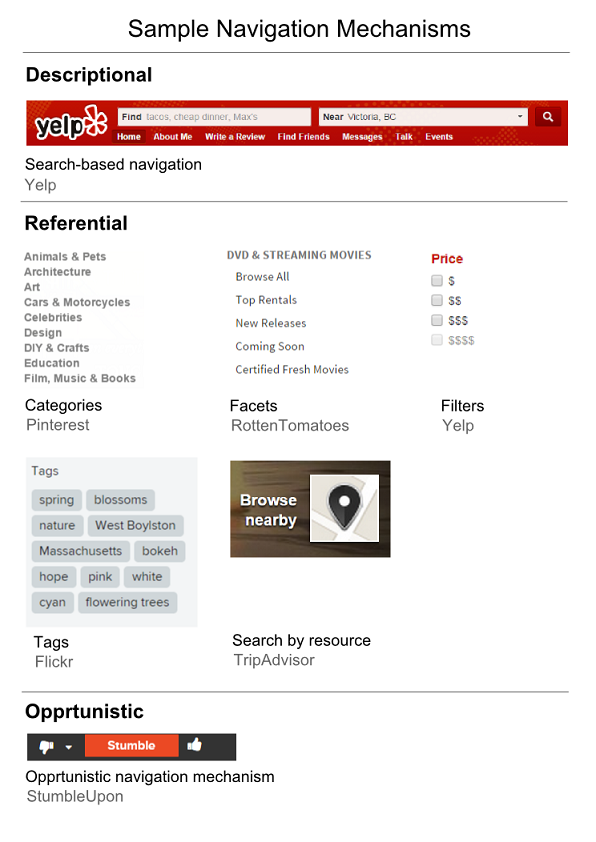 Sample Navigation Mechanisms
Descriptional
yelp
Find tacos, cheap dinner, Max's
Near Victoria, BC
Home About Me Write a Review Find Friends Messages Talk Events
Search-based navigation
Yelp
Referential
Animals & Pets
Architecture
Art
Cars & Motorcycles
Celebrities
Design
DIY & Crafts
Education
Film, Music & Books
Categories
Pinterest
DVD & STREAMING MOVIES
Browse All
Top Rentals
New Releases
Coming Soon
Certified Fresh Movies
Facets
RottenTomatoes
Price
$
$$
$$$
$$$$
Filters
Yelp
Tags
spring blossoms
nature West Boylston
Massachusetts bokeh
hope pink white
cyan flowering trees
Tags
Flickr
Browse
nearby
Search by resource
TripAdvisor
Opprtunistic
Stumble
Opprtunistic navigation mechanism
StumbleUpon